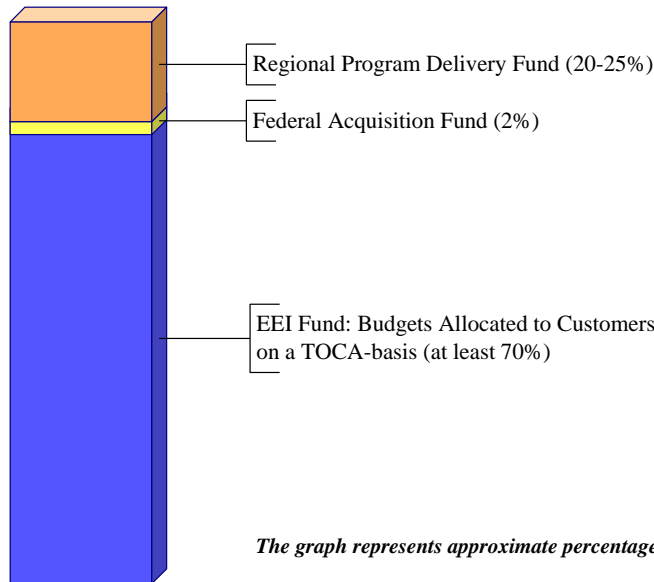 Regional Program Delivery Fund (20-25%)
Federal Acquisition Fund (2%)
EEI Fund: Budgets Allocated to Customers
on a TOCA-basis (at least 70%)
The graph represents approximate percentage